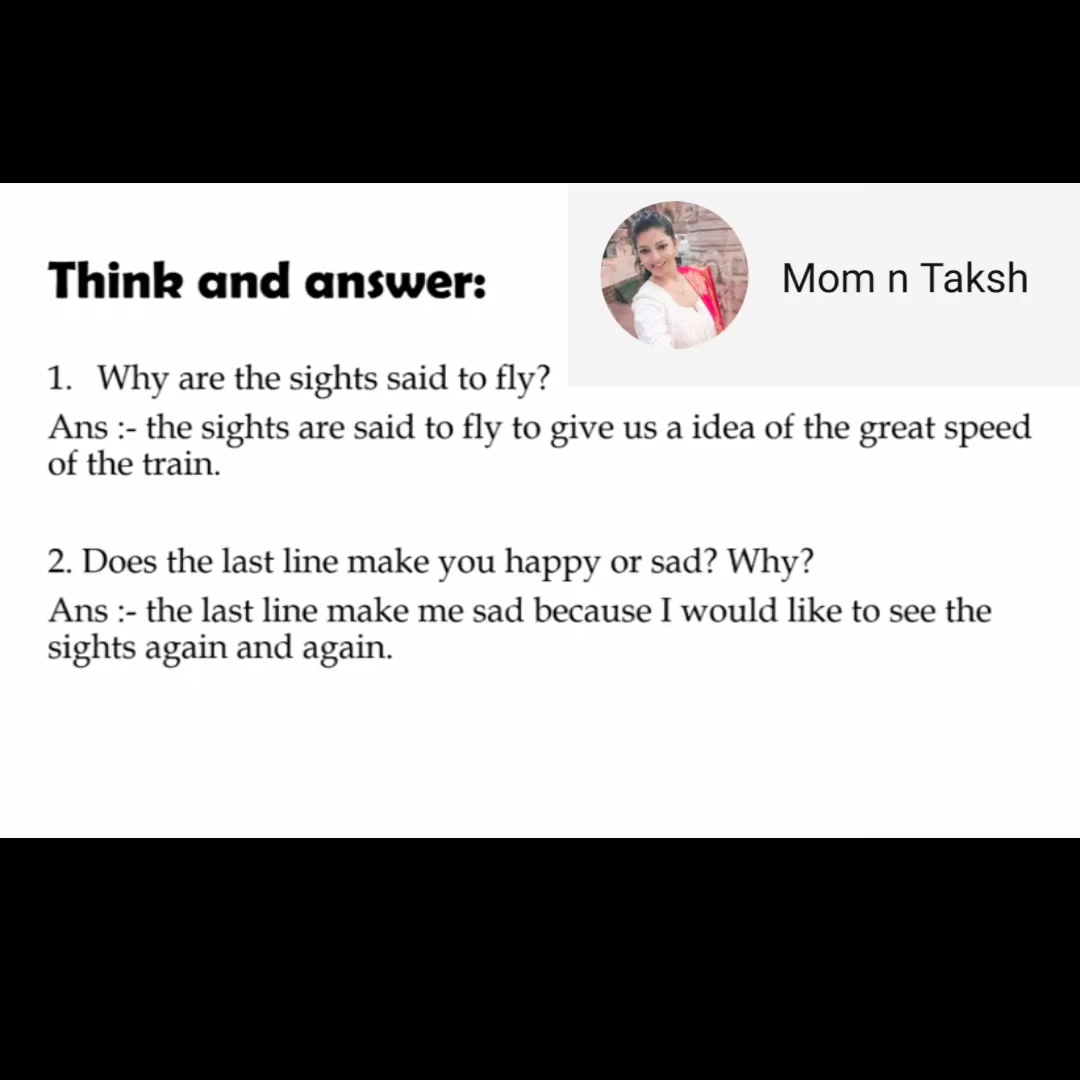 Mom n Taksh
Think and answer:
1. Why are the sights said to fly?
Ans :- the sights are said to fly to give us a idea of the great speed
of the train.
2. Does the last line make you happy or sad? Why?
Ans :- the last line make me sad because I would like to see the
sights again and again.